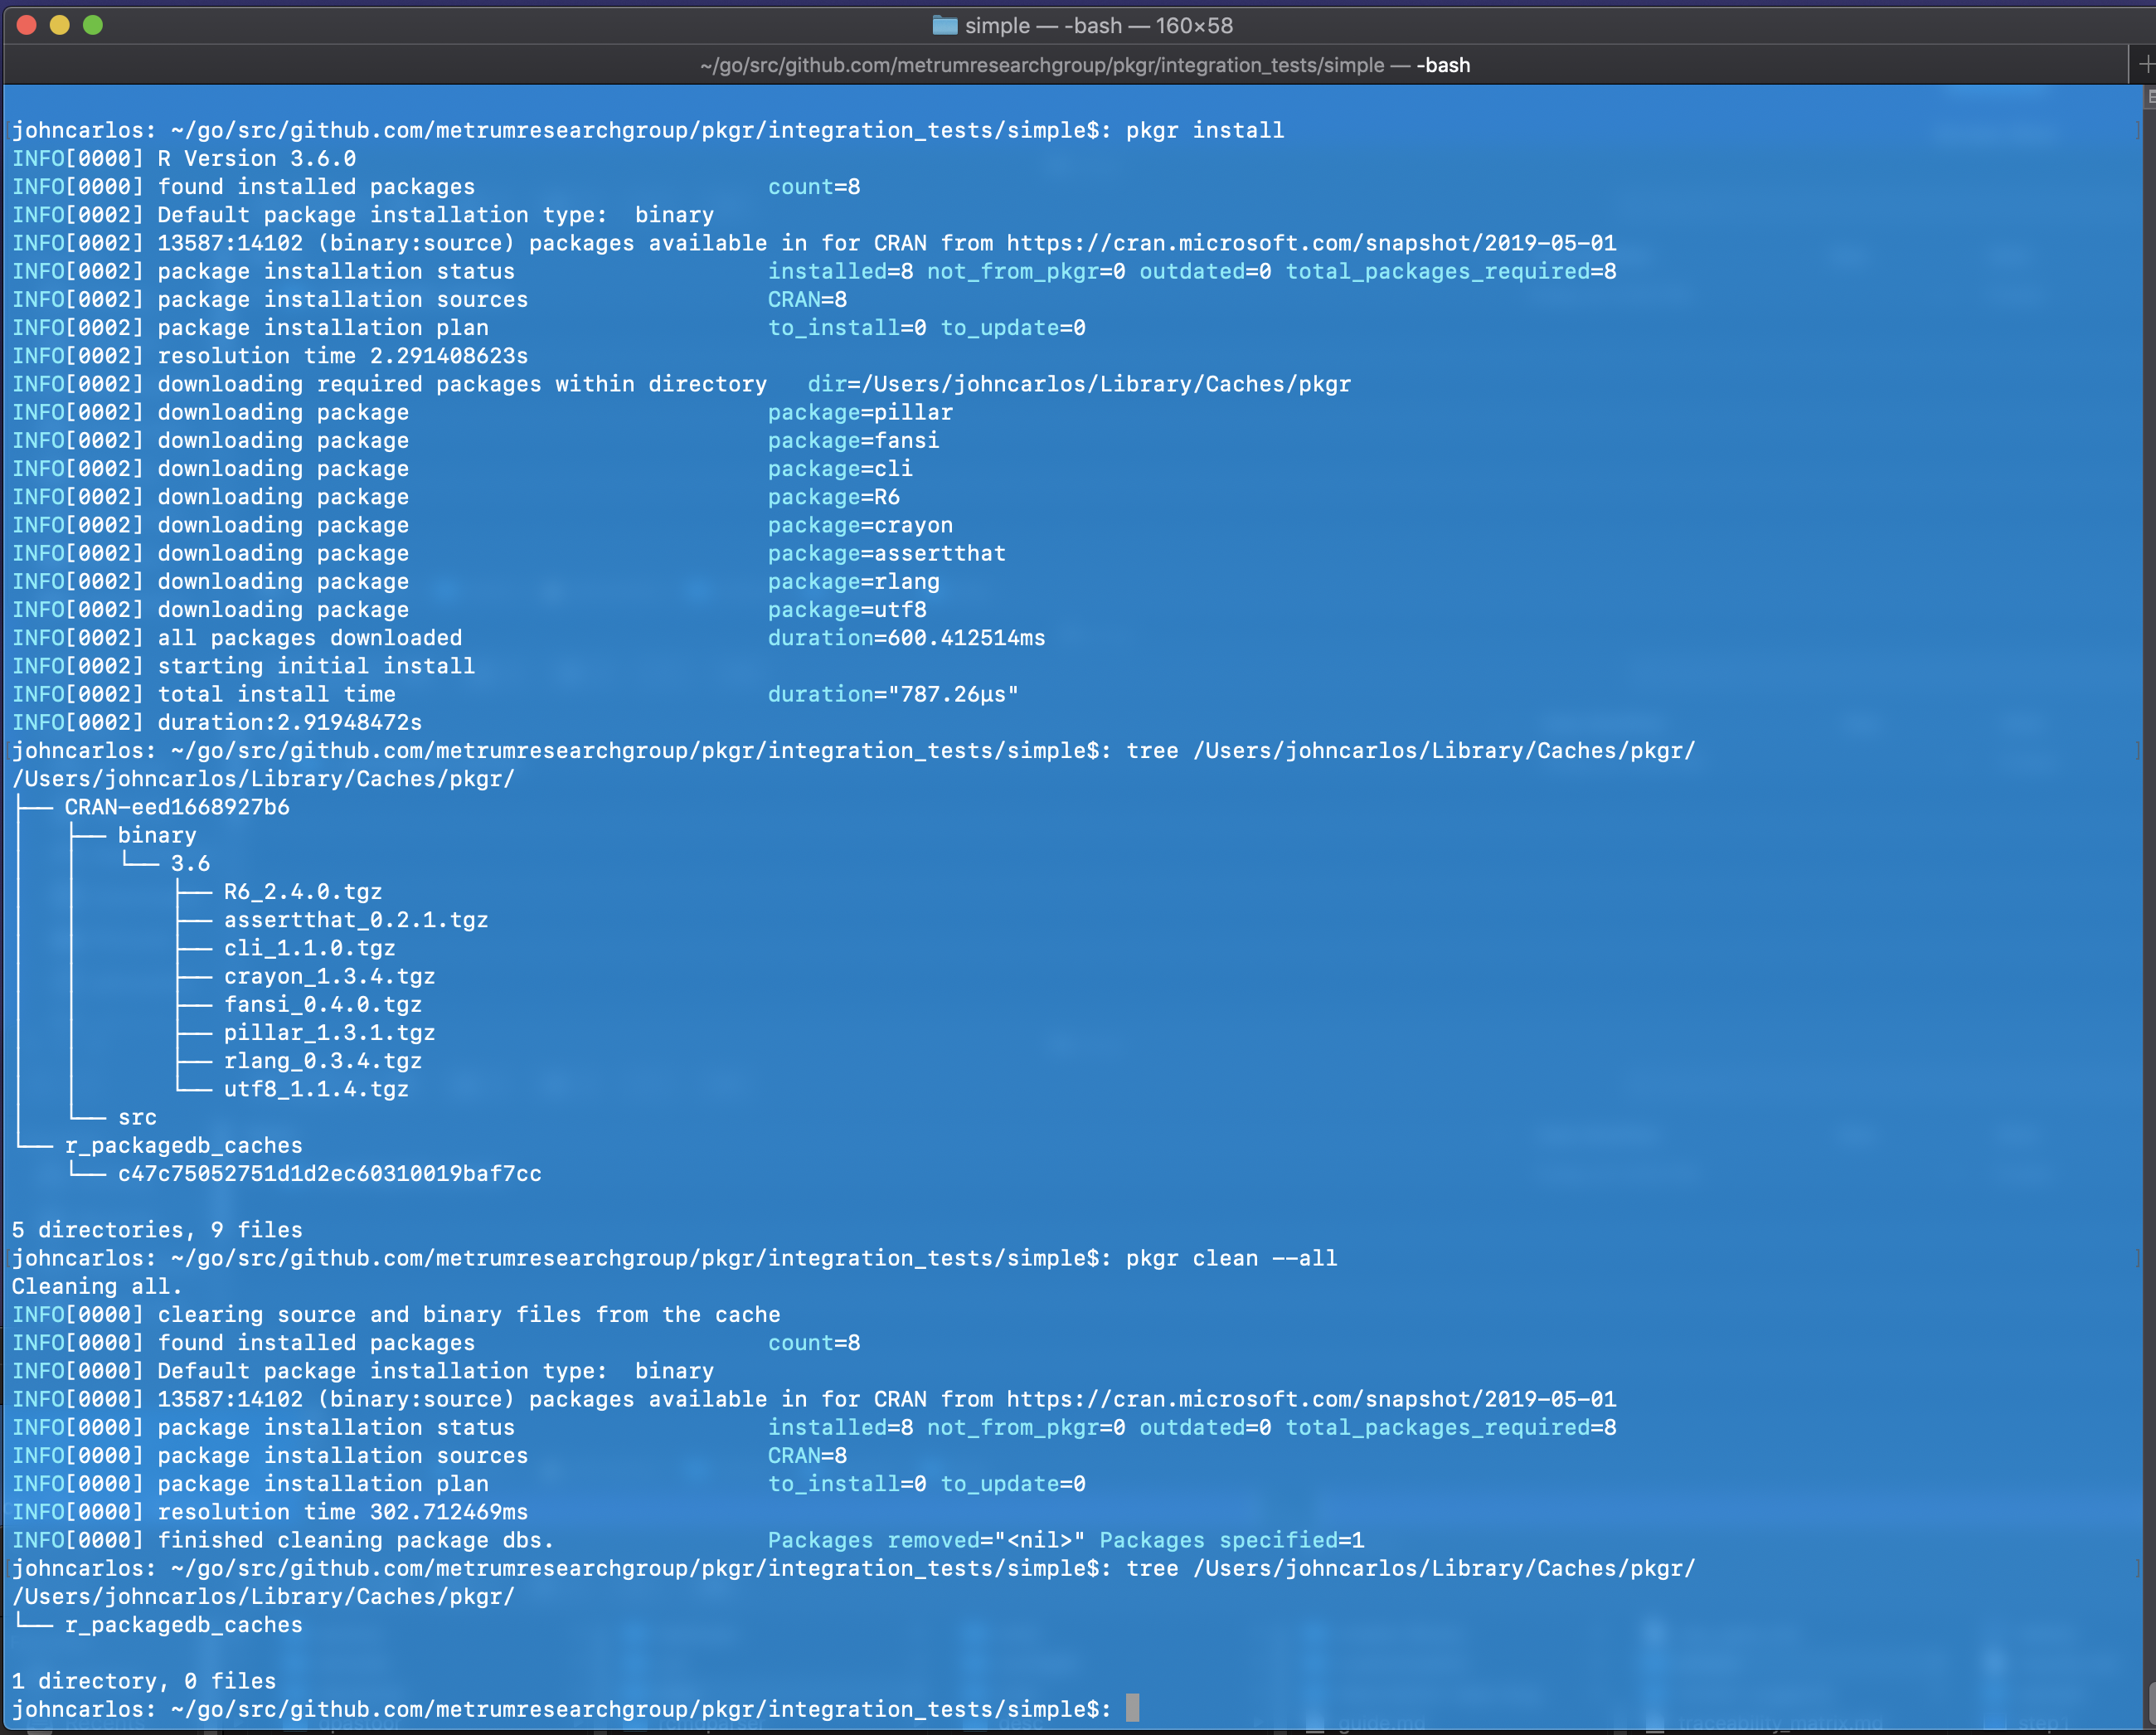 simple — -bash — 160×58
~/go/src/github.com/metrumresearchgroup/pkgr/integration_tests/simple — -bash
johncarlos: ~/go/src/github.com/metrumresearchgroup/pkgr/integration_tests/simple$: pkgr install
INFO[0000] R Version 3.6.0
INFO[0000] found installed packages                      count=8
INFO[0002] Default package installation type:  binary
INFO[0002] 13587:14102 (binary:source) packages available in for CRAN from https://cran.microsoft.com/snapshot/2019-05-01
INFO[0002] package installation status                   installed=8 not_from_pkgr=0 outdated=0 total_packages_required=8
INFO[0002] package installation sources                  CRAN=8
INFO[0002] package installation plan                     to_install=0 to_update=0
INFO[0002] resolution time 2.291408623s
INFO[0002] downloading required packages within directory   dir=/Users/johncarlos/Library/Caches/pkgr
INFO[0002] downloading package                           package=pillar
INFO[0002] downloading package                           package=fansi
INFO[0002] downloading package                           package=cli
INFO[0002] downloading package                           package=R6
INFO[0002] downloading package                           package=crayon
INFO[0002] downloading package                           package=assertthat
INFO[0002] downloading package                           package=rlang
INFO[0002] downloading package                           package=utf8
INFO[0002] all packages downloaded                       duration=600.412514ms
INFO[0002] starting initial install
INFO[0002] total install time                            duration="787.26µs"
INFO[0002] duration:2.91948472s
johncarlos: ~/go/src/github.com/metrumresearchgroup/pkgr/integration_tests/simple$: tree /Users/johncarlos/Library/Caches/pkgr/
/Users/johncarlos/Library/Caches/pkgr/
├── CRAN-eed1668927b6
│   ├── binary
│   │   └── 3.6
│   │       ├── R6_2.4.0.tgz
│   │       ├── assertthat_0.2.1.tgz
│   │       ├── cli_1.1.0.tgz
│   │       ├── crayon_1.3.4.tgz
│   │       ├── fansi_0.4.0.tgz
│   │       ├── pillar_1.3.1.tgz
│   │       ├── rlang_0.3.4.tgz
│   │       └── utf8_1.1.4.tgz
│   └── src
└── r_packagedb_caches
    └── c47c75052751d1d2ec60310019baf7cc
5 directories, 9 files
johncarlos: ~/go/src/github.com/metrumresearchgroup/pkgr/integration_tests/simple$: pkgr clean --all
Cleaning all.
INFO[0000] clearing source and binary files from the cache
INFO[0000] found installed packages                      count=8
INFO[0000] Default package installation type:  binary
INFO[0000] 13587:14102 (binary:source) packages available in for CRAN from https://cran.microsoft.com/snapshot/2019-05-01
INFO[0000] package installation status                   installed=8 not_from_pkgr=0 outdated=0 total_packages_required=8
INFO[0000] package installation sources                  CRAN=8
INFO[0000] package installation plan                     to_install=0 to_update=0
INFO[0000] resolution time 302.712469ms
INFO[0000] finished cleaning package dbs.                Packages removed="<nil>" Packages specified=1
johncarlos: ~/go/src/github.com/metrumresearchgroup/pkgr/integration_tests/simple$: tree /Users/johncarlos/Library/Caches/pkgr/
/Users/johncarlos/Library/Caches/pkgr/
└── r_packagedb_caches
1 directory, 0 files
johncarlos: ~/go/src/github.com/metrumresearchgroup/pkgr/integration_tests/simple$: